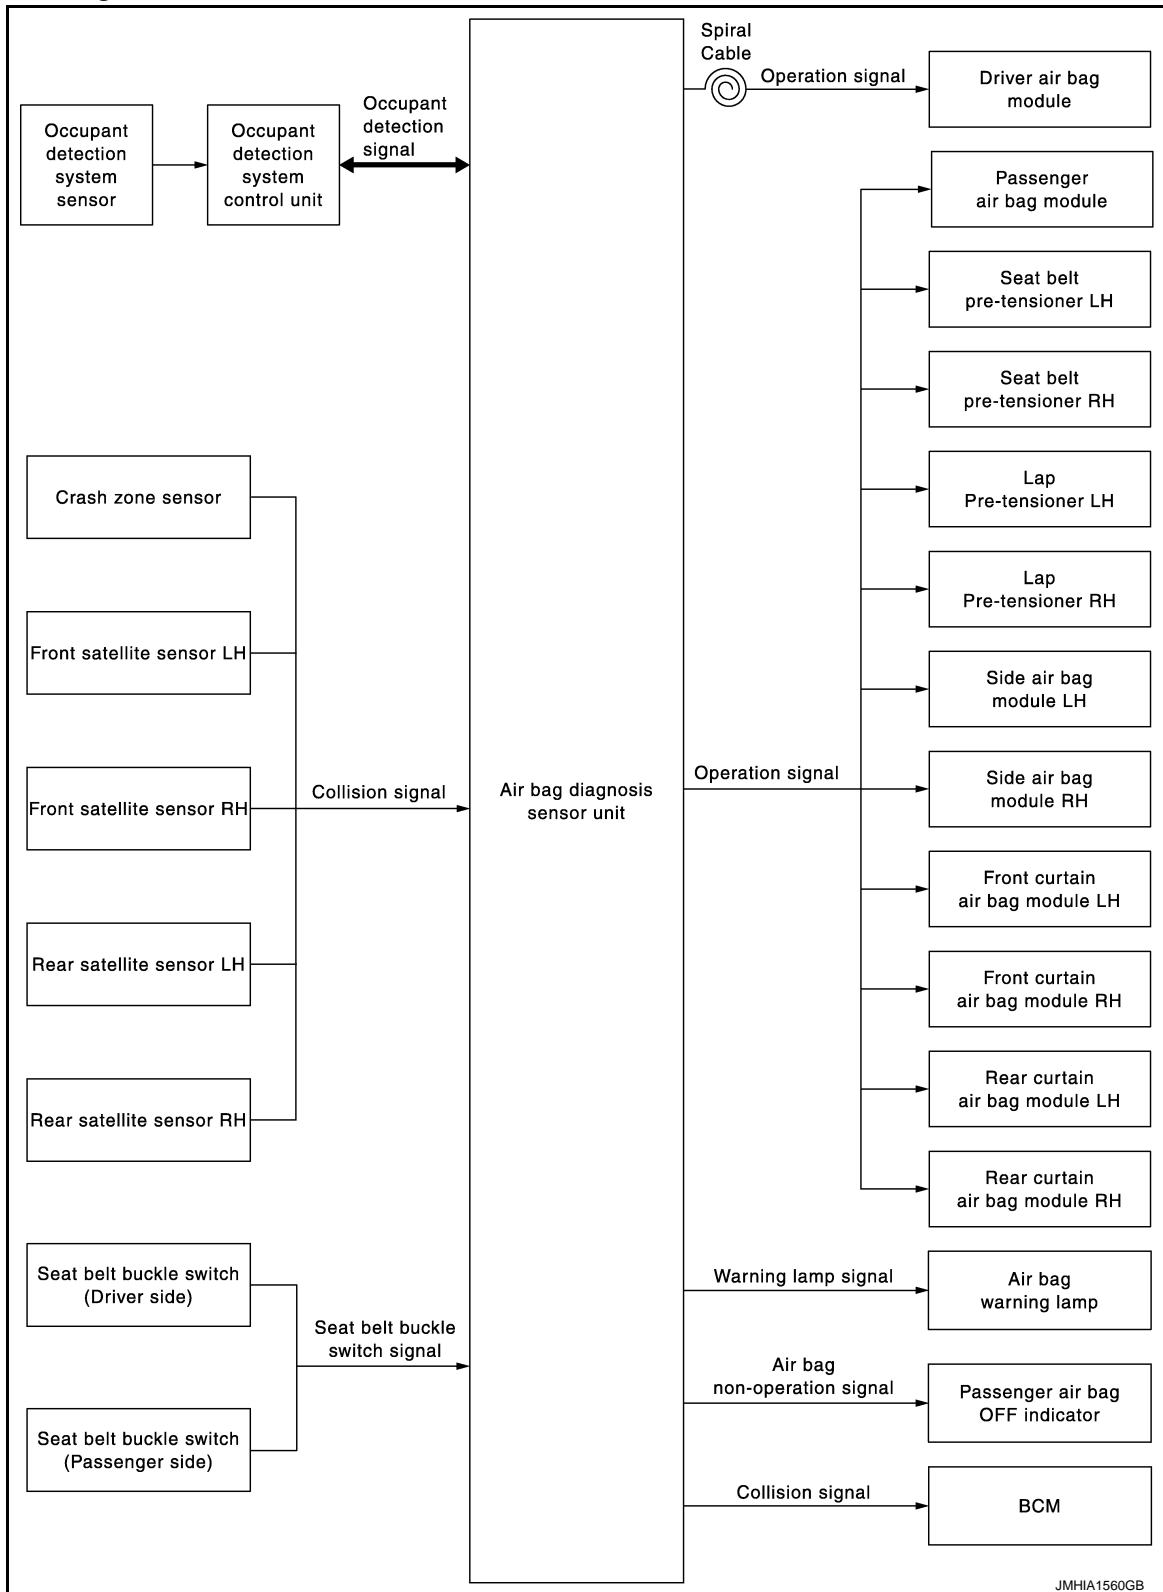 Spiral
Cable
Operation signal
Driver air bag
module
Occupant
detection
signal
Occupant
detection
system
sensor
Occupant
detection
system
control unit
Passenger
air bag module
Seat belt
pre-tensioner LH
Seat belt
pre-tensioner RH
Crash zone sensor
Lap
Pre-tensioner LH
Lap
Pre-tensioner RH
Front satellite sensor LH
Side air bag
module LH
Front satellite sensor RH
Collision signal
Air bag diagnosis
sensor unit
Operation signal
Side air bag
module RH
Front curtain
air bag module LH
Rear satellite sensor LH
Front curtain
air bag module RH
Rear satellite sensor RH
Rear curtain
air bag module LH
Rear curtain
air bag module RH
Seat belt buckle switch
(Driver side)
Warning lamp signal
Air bag
warning lamp
Seat belt buckle
switch signal
Air bag
non-operation signal
Passenger air bag
OFF indicator
Seat belt buckle switch
(Passenger side)
Collision signal
BCM
JMHIA1560GB